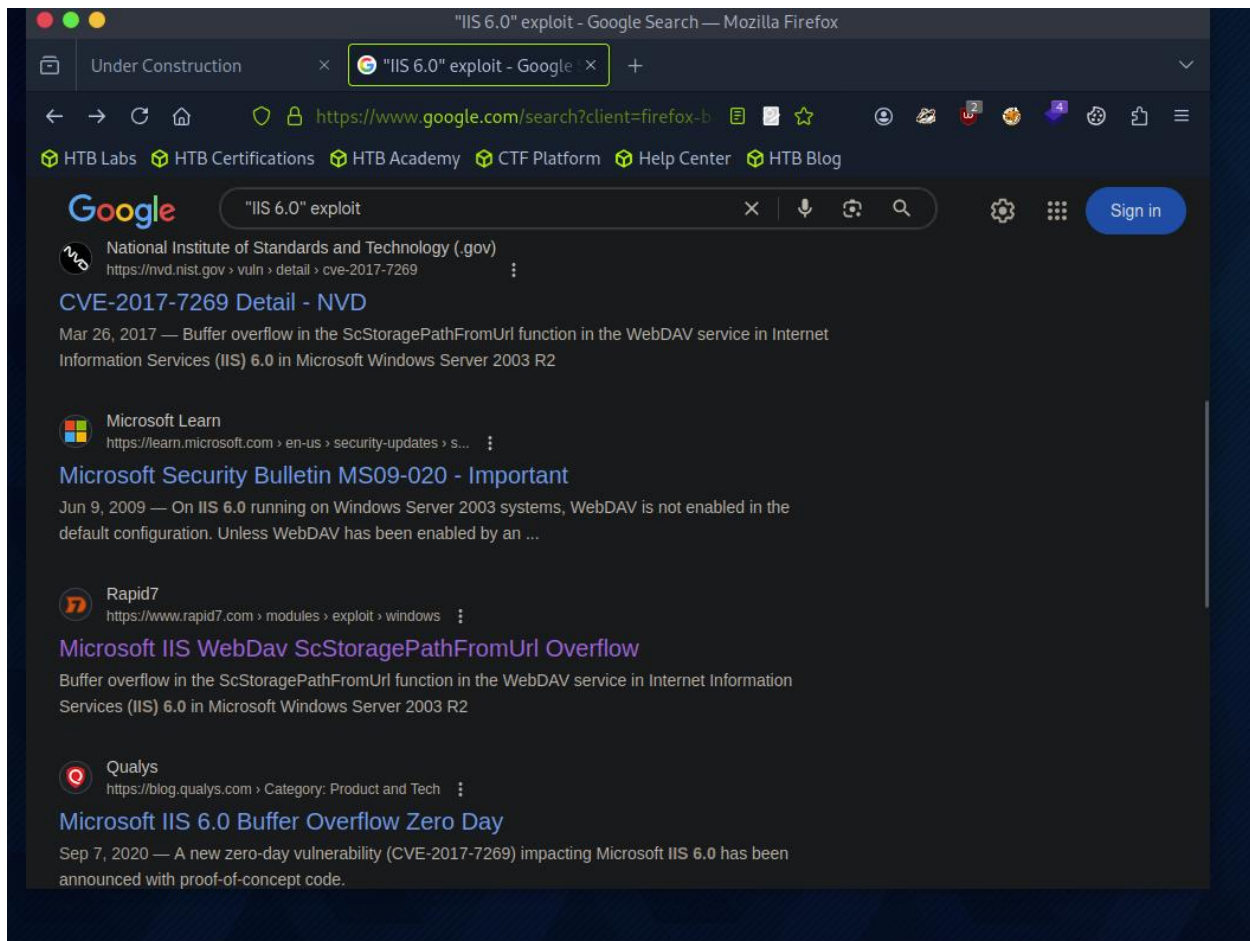 "IIS 6.0" exploit - Google Search — Mozilla Firefox
Under Construction
"IIS 6.0" exploit - Google
https://www.google.com/search?client=firefox-b
2
4
HTB Labs HTB Certifications HTB Academy CTF Platform Help Center HTB Blog
Google "IIS 6.0" exploit Sign in
National Institute of Standards and Technology (.gov)
https://nvd.nist.gov › vuln › detail › cve-2017-7269
CVE-2017-7269 Detail - NVD
Mar 26, 2017 — Buffer overflow in the ScStoragePathFromUrl function in the WebDAV service in Internet
Information Services (IIS) 6.0 in Microsoft Windows Server 2003 R2
Microsoft Learn
https://learn.microsoft.com › en-us › security-updates › s...
Microsoft Security Bulletin MS09-020 - Important
Jun 9, 2009 — On IIS 6.0 running on Windows Server 2003 systems, WebDAV is not enabled in the
default configuration. Unless WebDAV has been enabled by an ...
Rapid7
https://www.rapid7.com › modules › exploit › windows
Microsoft IIS WebDav ScStoragePathFromUrl Overflow
Buffer overflow in the ScStoragePathFromUrl function in the WebDAV service in Internet Information
Services (IIS) 6.0 in Microsoft Windows Server 2003 R2
Qualys
https://blog.qualys.com › Category: Product and Tech
Microsoft IIS 6.0 Buffer Overflow Zero Day
Sep 7, 2020 — A new zero-day vulnerability (CVE-2017-7269) impacting Microsoft IIS 6.0 has been
announced with proof-of-concept code.